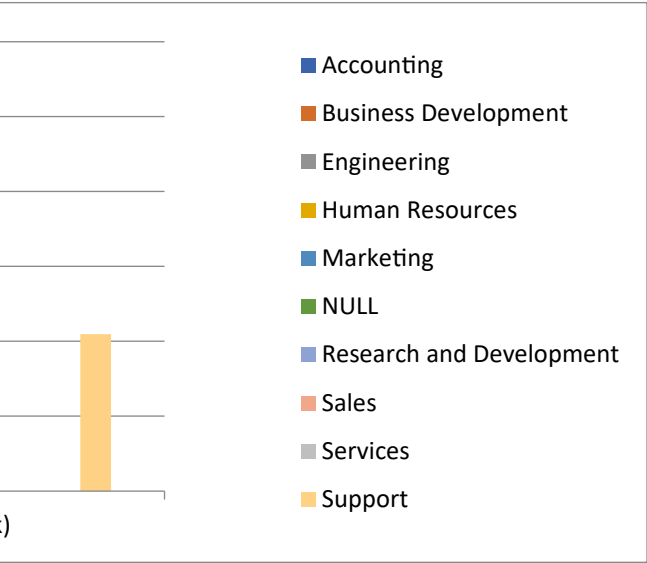 Accounting
Business Development
Engineering
Human Resources
Marketing
NULL
Research and Development
Sales
Services
Support